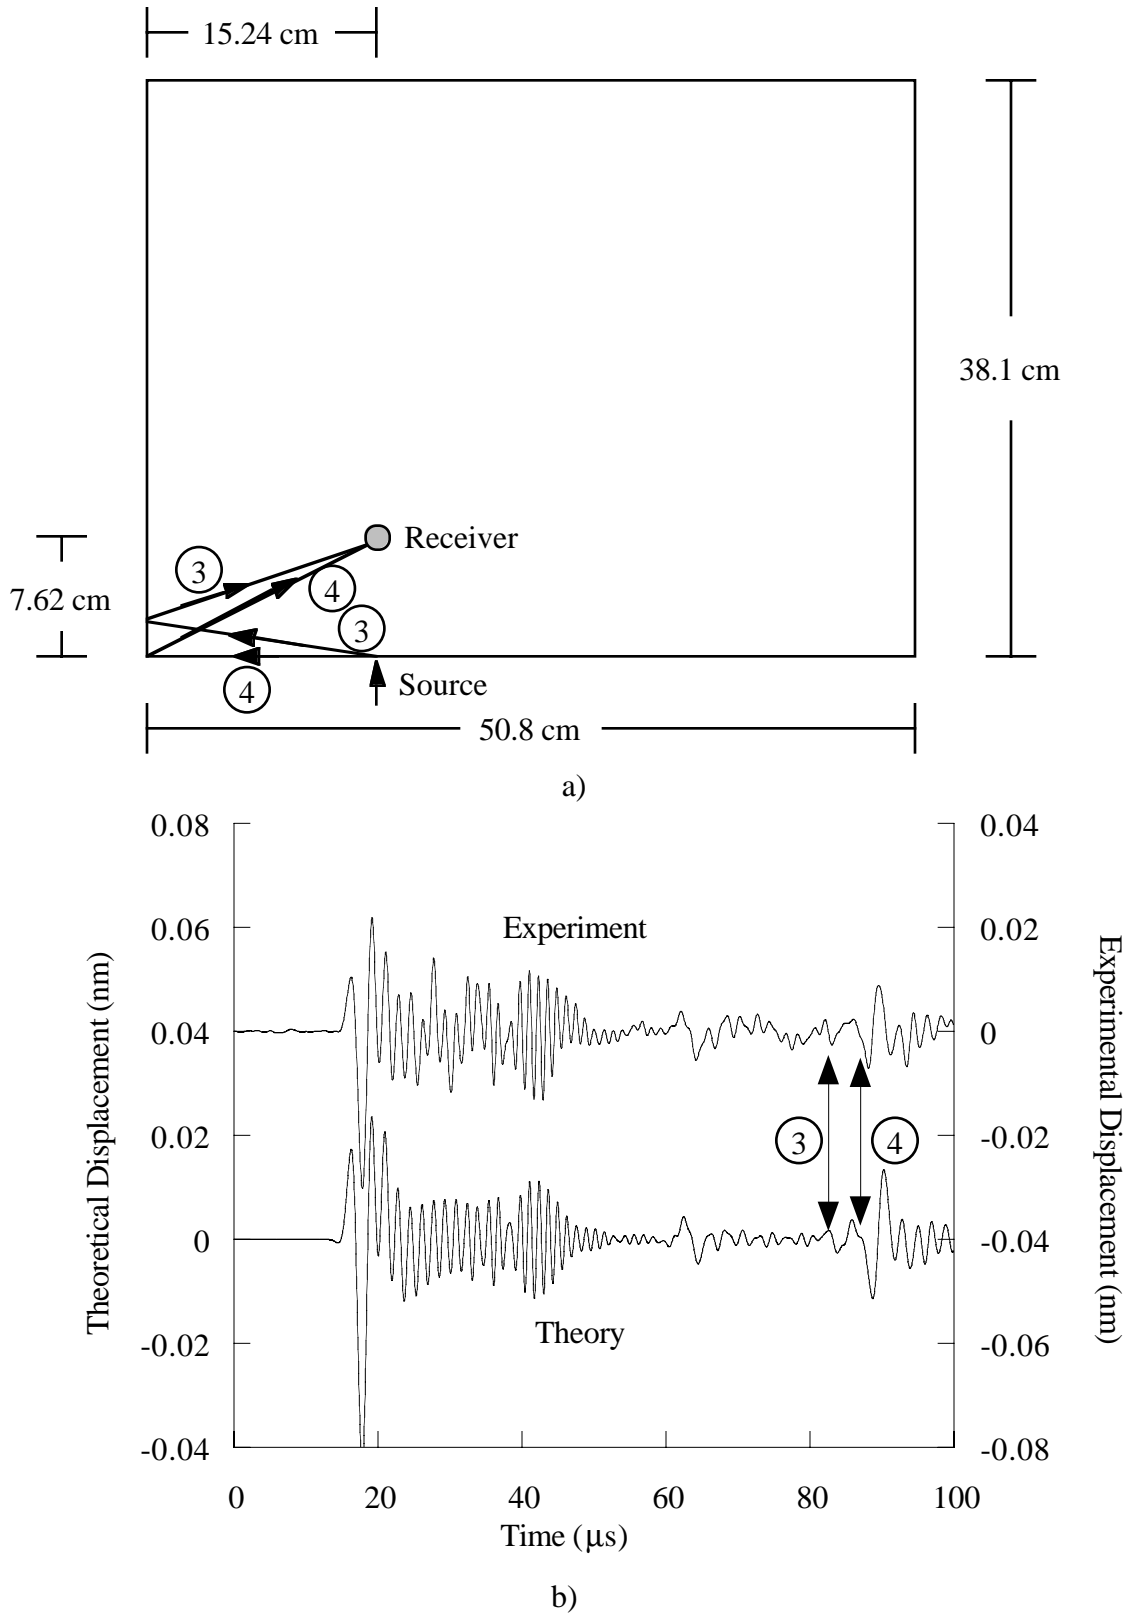 15.24 cm
38.1 cm
Receiver
3
4
7.62 cm
3
4
Source
50.8 cm
a)
0.08
0.04
0.06
Experiment
0.02
Theoretical Displacement (nm)
Experimental Displacement (nm)
0.04
0
0.02
3
4
-0.02
0
-0.04
Theory
-0.02
-0.06
-0.04
-0.08
0
20
40
60
80
100
Time (μs)
b)